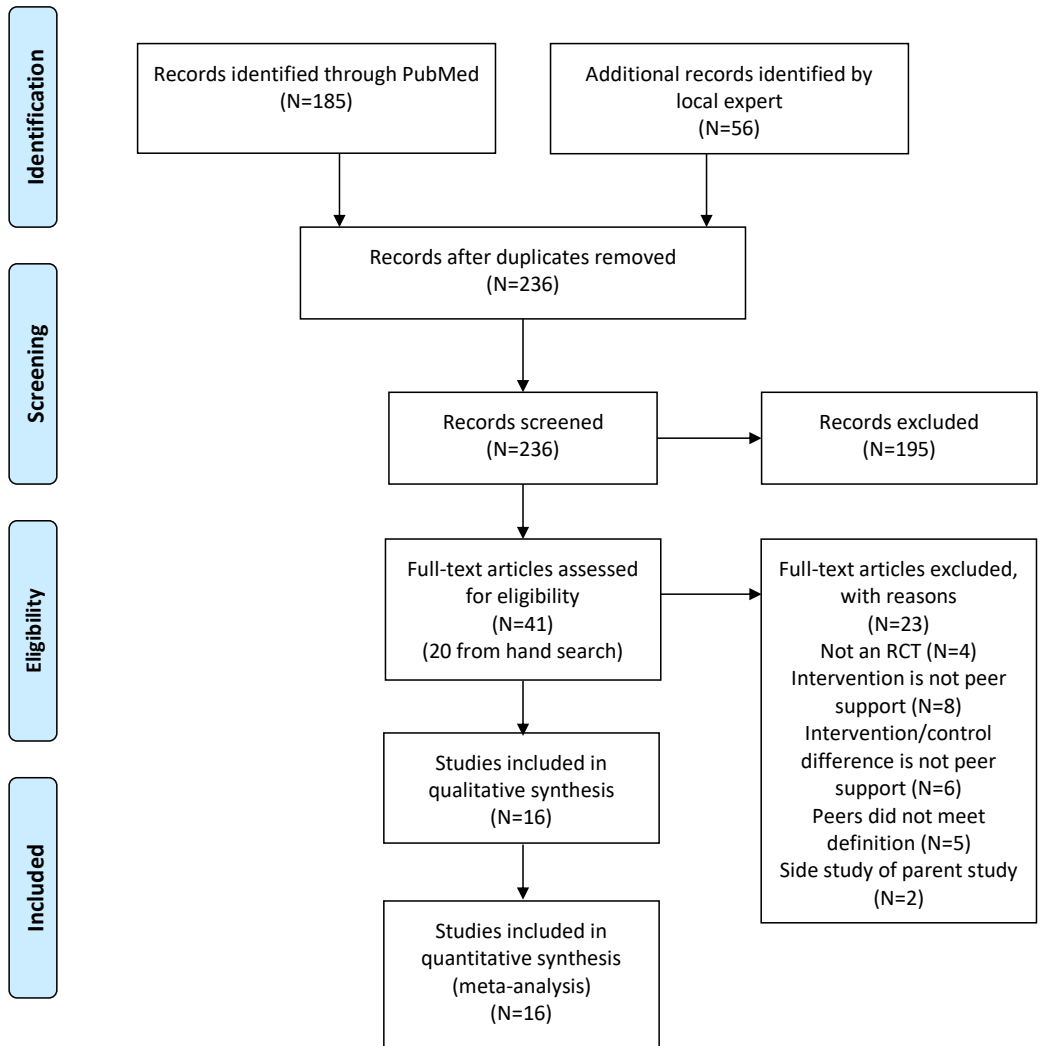 Identification
Records identified through PubMed
(N=185)
Additional records identified by
local expert
(N=56)
Records after duplicates removed
(N=236)
Screening
Records screened
(N=236)
Records excluded
(N=195)
Eligibility
Full-text articles assessed
for eligibility
(N=41)
(20 from hand search)
Full-text articles excluded,
with reasons
(N=23)
Not an RCT (N=4)
Intervention is not peer
support (N=8)
Intervention/control
difference is not peer
support (N=6)
Peers did not meet
definition (N=5)
Side study of parent study
(N=2)
Studies included in
qualitative synthesis
(N=16)
Included
Studies included in
quantitative synthesis
(meta-analysis)
(N=16)